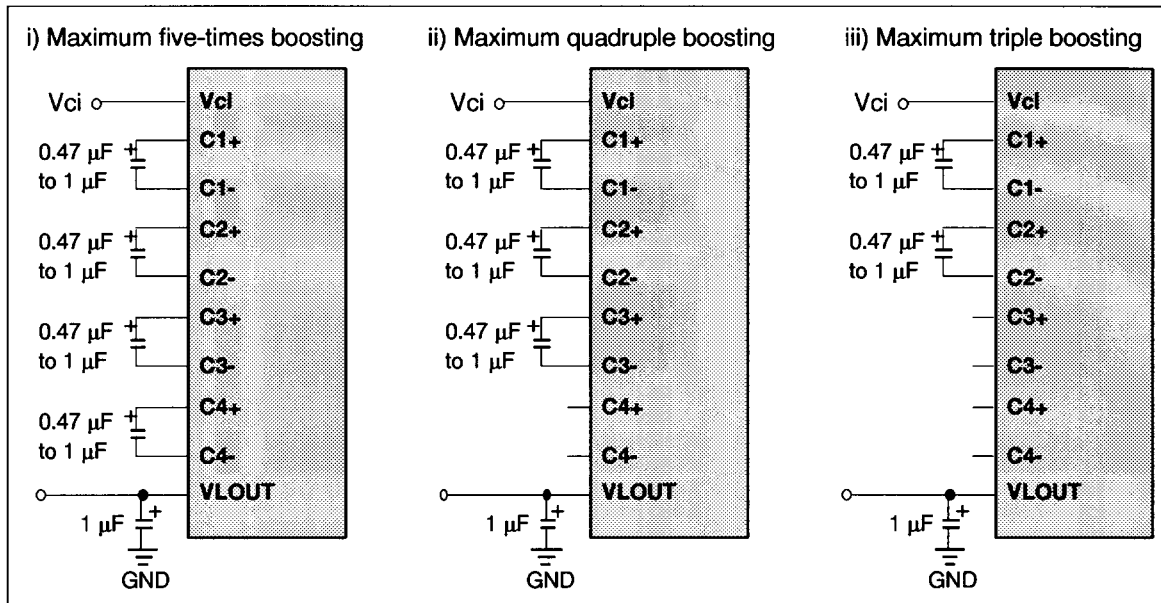 i) Maximum five-times boosting
Vci
Vci
0.47 µF
to 1 µF
+
C1+
C1-
0.47 µF
to 1 µF
+
C2+
C2-
0.47 µF
to 1 µF
+
C3+
C3-
0.47 µF
to 1 µF
+
C4+
C4-
VLOUT
1 µF
+
GND
ii) Maximum quadruple boosting
Vci
Vci
0.47 µF
to 1 µF
+
C1+
C1-
0.47 µF
to 1 µF
+
C2+
C2-
0.47 µF
to 1 µF
+
C3+
C3-
C4+
C4-
VLOUT
1 µF
+
GND
iii) Maximum triple boosting
Vci
Vci
0.47 µF
to 1 µF
+
C1+
C1-
0.47 µF
to 1 µF
+
C2+
C2-
C3+
C3-
C4+
C4-
VLOUT
1 µF
+
GND